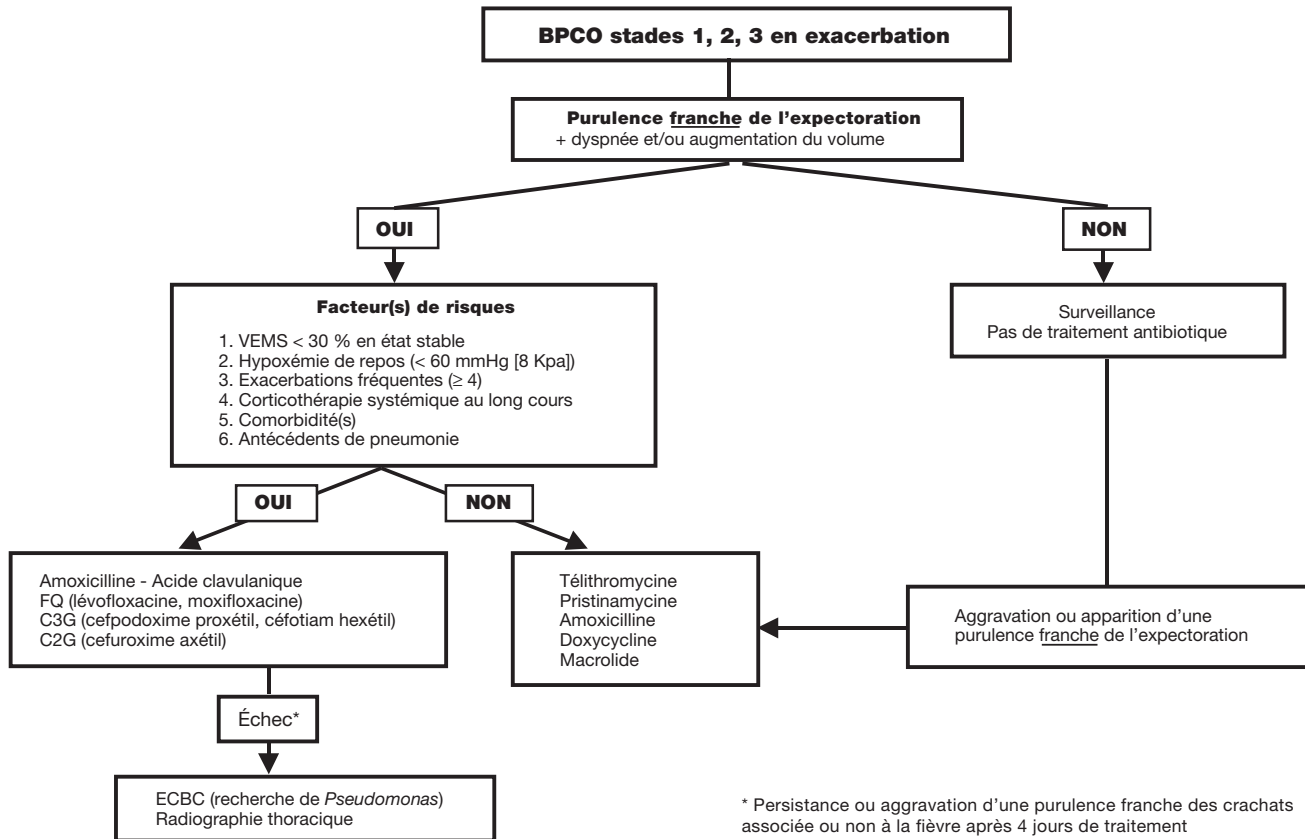 BPCO stades 1, 2, 3 en exacerbation
Purulence franche de l'expectoration
+ dyspnée et/ou augmentation du volume
OUI
NON
Facteur(s) de risques
1. VEMS < 30 % en état stable
2. Hypoxémie de repos (< 60 mmHg [8 Kpa])
3. Exacerbations fréquentes (≥ 4)
4. Corticothérapie systémique au long cours
5. Comorbidité(s)
6. Antécédents de pneumonie
Surveillance
Pas de traitement antibiotique
OUI
NON
Amoxicilline - Acide clavulanique
FQ (lévofloxacine, moxifloxacine)
C3G (cefpodoxime proxétil, céfotiam hexétil)
C2G (cefuroxime axétil)
Télithromycine
Pristinamycine
Amoxicilline
Doxycycline
Macrolide
Aggravation ou apparition d'une
purulence franche de l'expectoration
Échec*
ECBC (recherche de Pseudomonas)
Radiographie thoracique
* Persistance ou aggravation d'une purulence franche des crachats
associée ou non à la fièvre après 4 jours de traitement